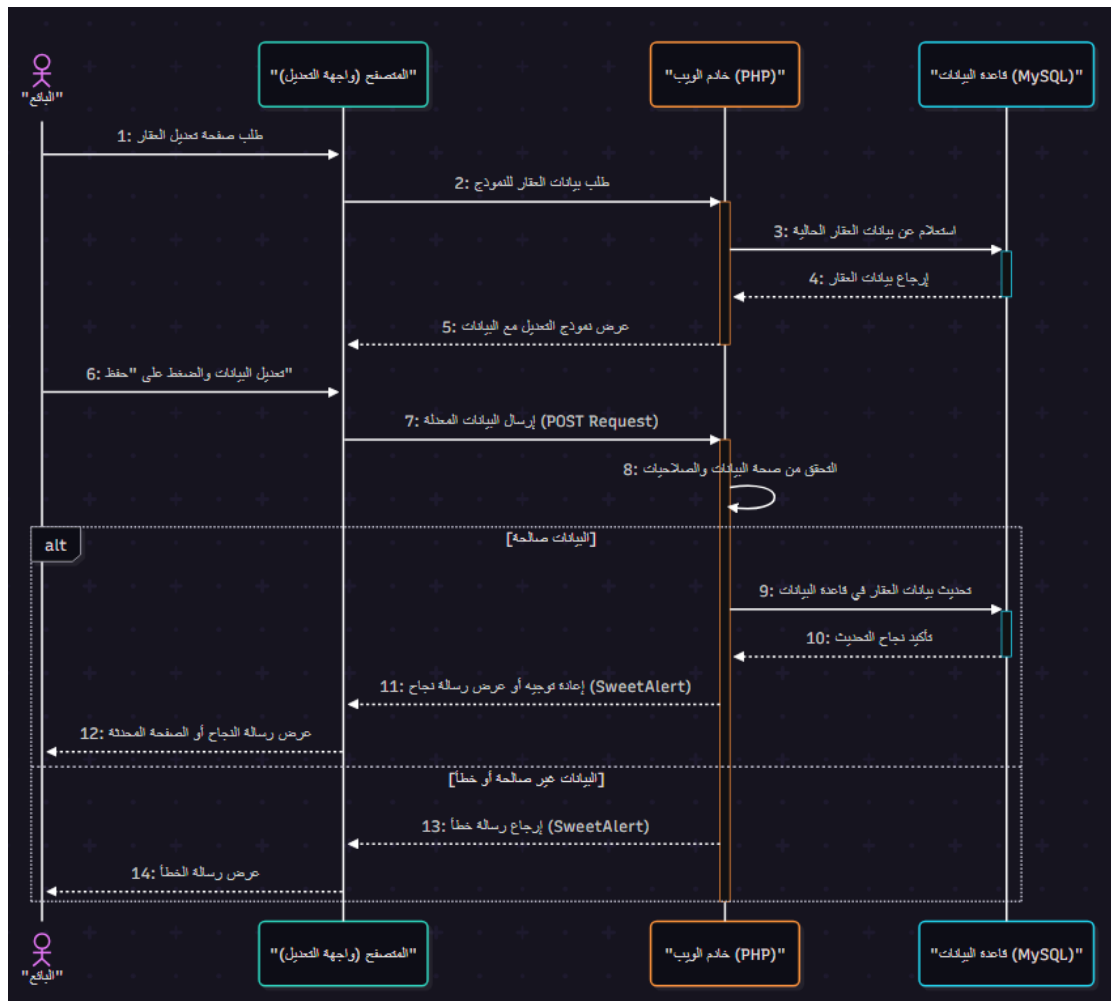 "البائع"
"المتصفح (واجهة التعديل)"
"خادم الويب (PHP)"
"قاعدة البيانات (MySQL)"
1: طلب صفحة تعديل العقار
2: طلب بيانات العقار للنموذج
3: استعلام عن بيانات العقار الحالية
4: إرجاع بيانات العقار
5: عرض نموذج التعديل مع البيانات
6: تعديل البيانات والضغط على "حفظ"
7: إرسال البيانات المعدلة (POST Request)
8: التحقق من صحة البيانات والصلاحيات
alt
[البيانات صالحة]
9: تحديث بيانات العقار في قاعدة البيانات
10: تأكيد نجاح التحديث
11: إعادة توجيه أو عرض رسالة نجاح (SweetAlert)
12: عرض رسالة النجاح أو الصفحة المحدثة
[البيانات غير صالحة أو خطأ]
13: إرجاع رسالة خطأ (SweetAlert)
14: عرض رسالة الخطأ
"البائع"
"المتصفح (واجهة التعديل)"
"خادم الويب (PHP)"
"قاعدة البيانات (MySQL)"